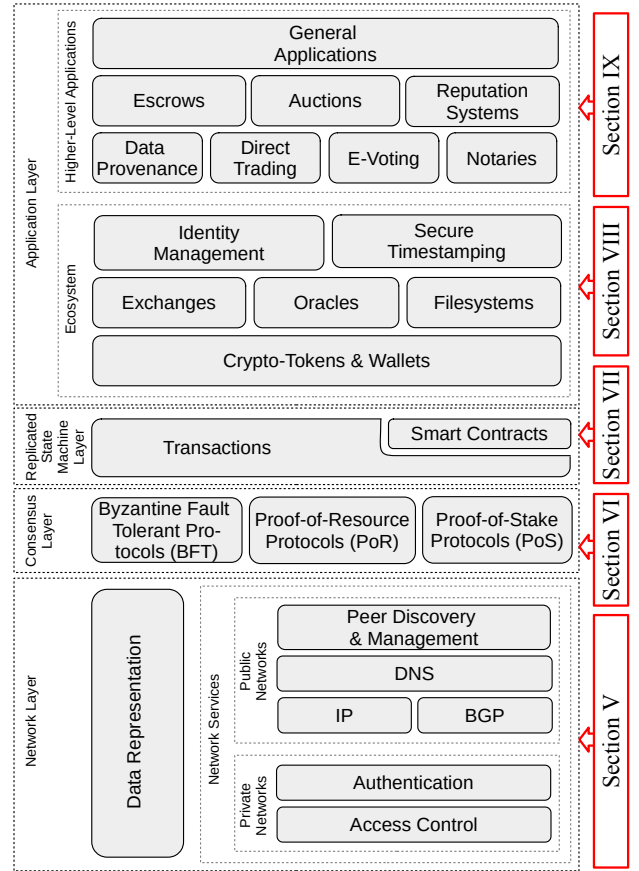 Application Layer
Higher-Level Applications
General
Applications
Escrows
Auctions
Reputation
Systems
Data
Provenance
Direct
Trading
E-Voting
Notaries
Section IX
Ecosystem
Identity
Management
Secure
Timestamping
Exchanges
Oracles
Filesystems
Crypto-Tokens & Wallets
Section VIII
Replicated
State
Machine
Layer
Transactions
Smart Contracts
Section VII
Consensus
Layer
Byzantine Fault
Tolerant Pro-
tocols (BFT)
Proof-of-Resource
Protocols (PoR)
Proof-of-Stake
Protocols (PoS)
Section VI
Network Layer
Data Representation
Network Services
Public
Networks
Peer Discovery
& Management
DNS
IP
BGP
Private
Networks
Authentication
Access Control
Section V